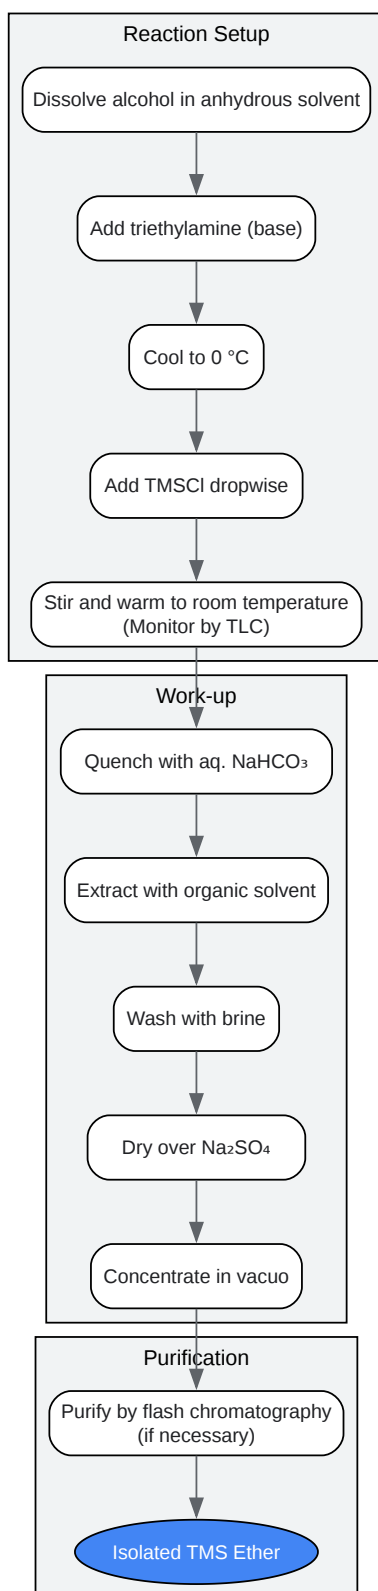 Reaction Setup
Dissolve alcohol in anhydrous solvent
Add triethylamine (base)
Cool to 0 °C
Add TMSCl dropwise
Stir and warm to room temperature
(Monitor by TLC)
Work-up
Quench with aq. NaHCO₃
Extract with organic solvent
Wash with brine
Dry over Na₂SO₄
Concentrate in vacuo
Purification
Purify by flash chromatography
(if necessary)
Isolated TMS Ether